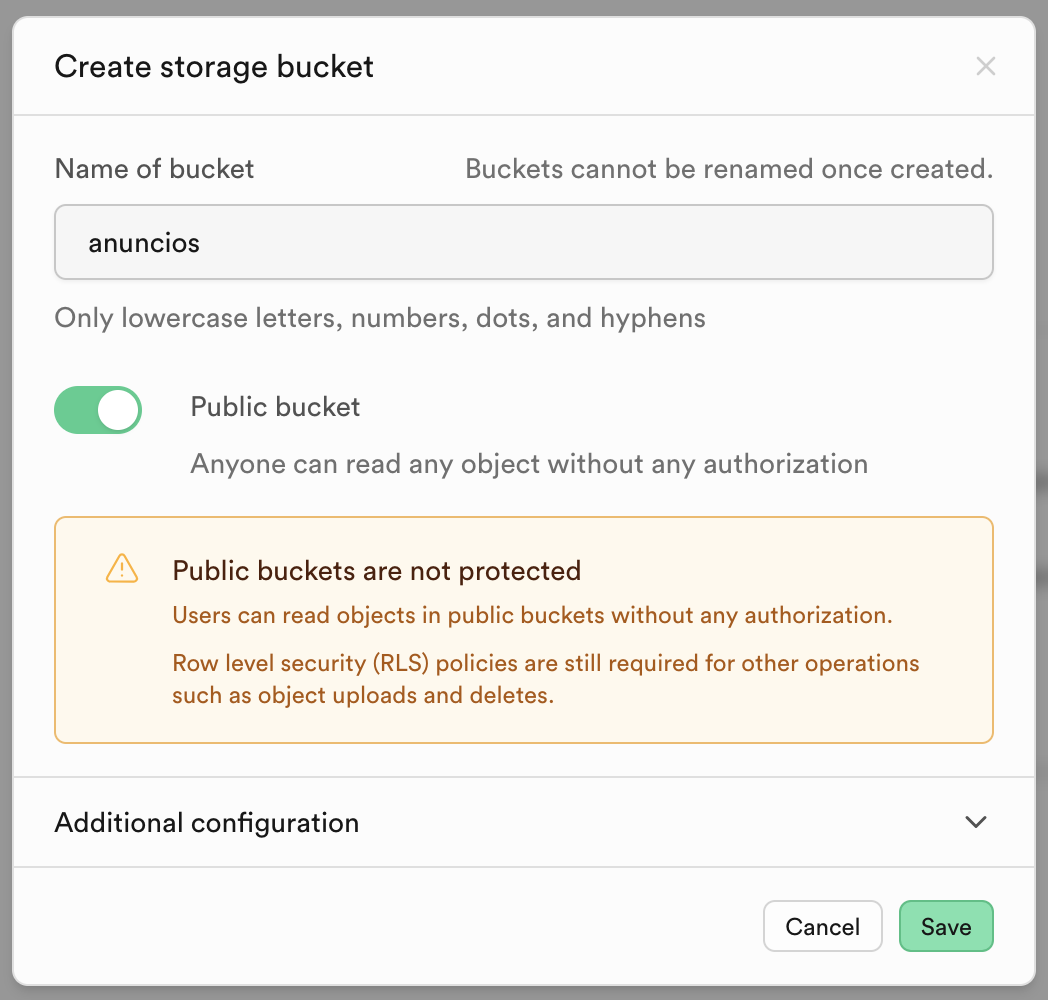 Create storage bucket
Name of bucket
Buckets cannot be renamed once created.
anuncios
Only lowercase letters, numbers, dots, and hyphens
Public bucket
Anyone can read any object without any authorization
Public buckets are not protected
Users can read objects in public buckets without any authorization.
Row level security (RLS) policies are still required for other operations
such as object uploads and deletes.
Additional configuration
Cancel
Save